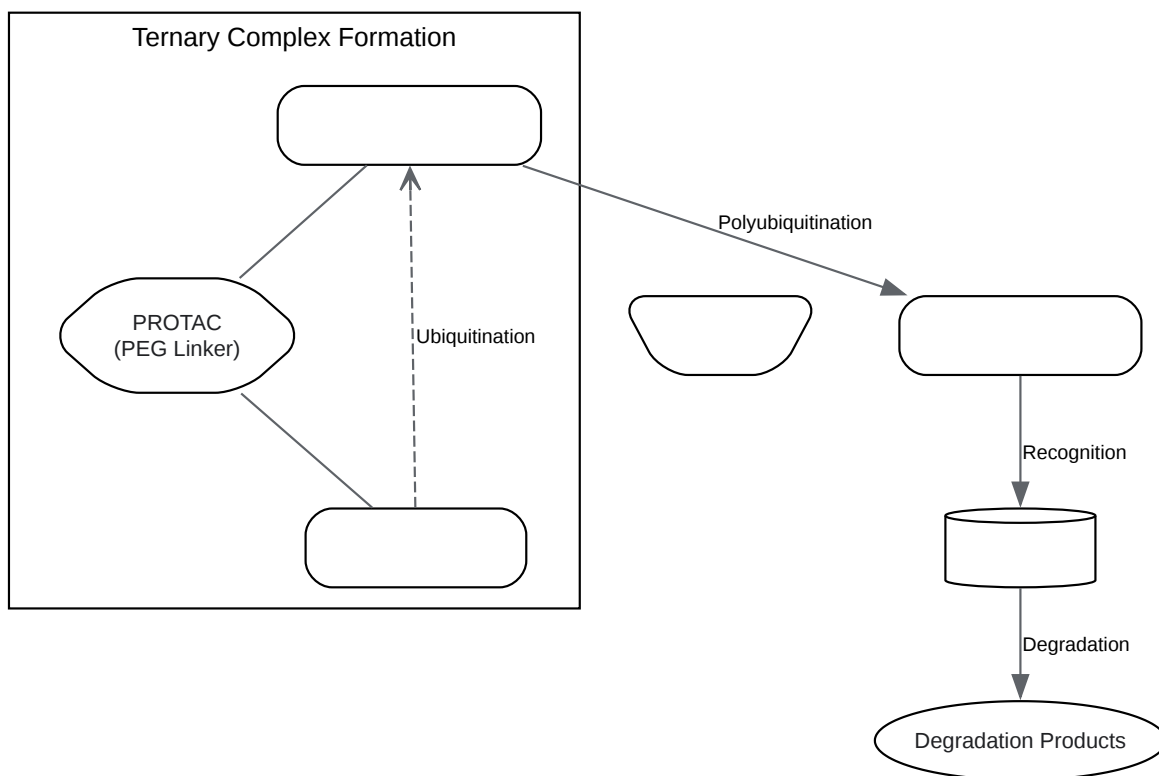 Ternary Complex Formation
Polyubiquitination
PROTAC
(PEG Linker)
Ubiquitination
Recognition
Degradation
Degradation Products